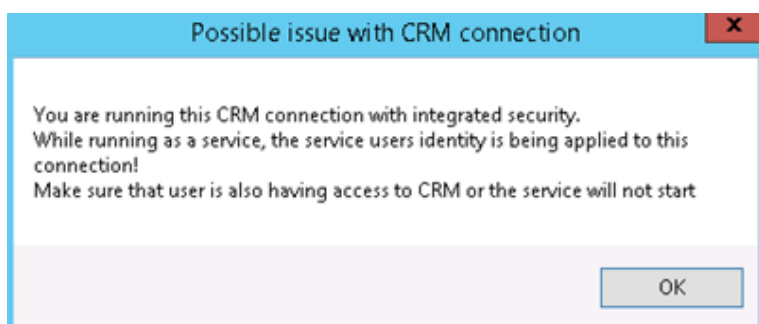 Possible issue with CRM connection
x
You are running this CRM connection with integrated security.
While running as a service, the service users identity is being applied to this
connection!
Make sure that user is also having access to CRM or the service will not start
OK